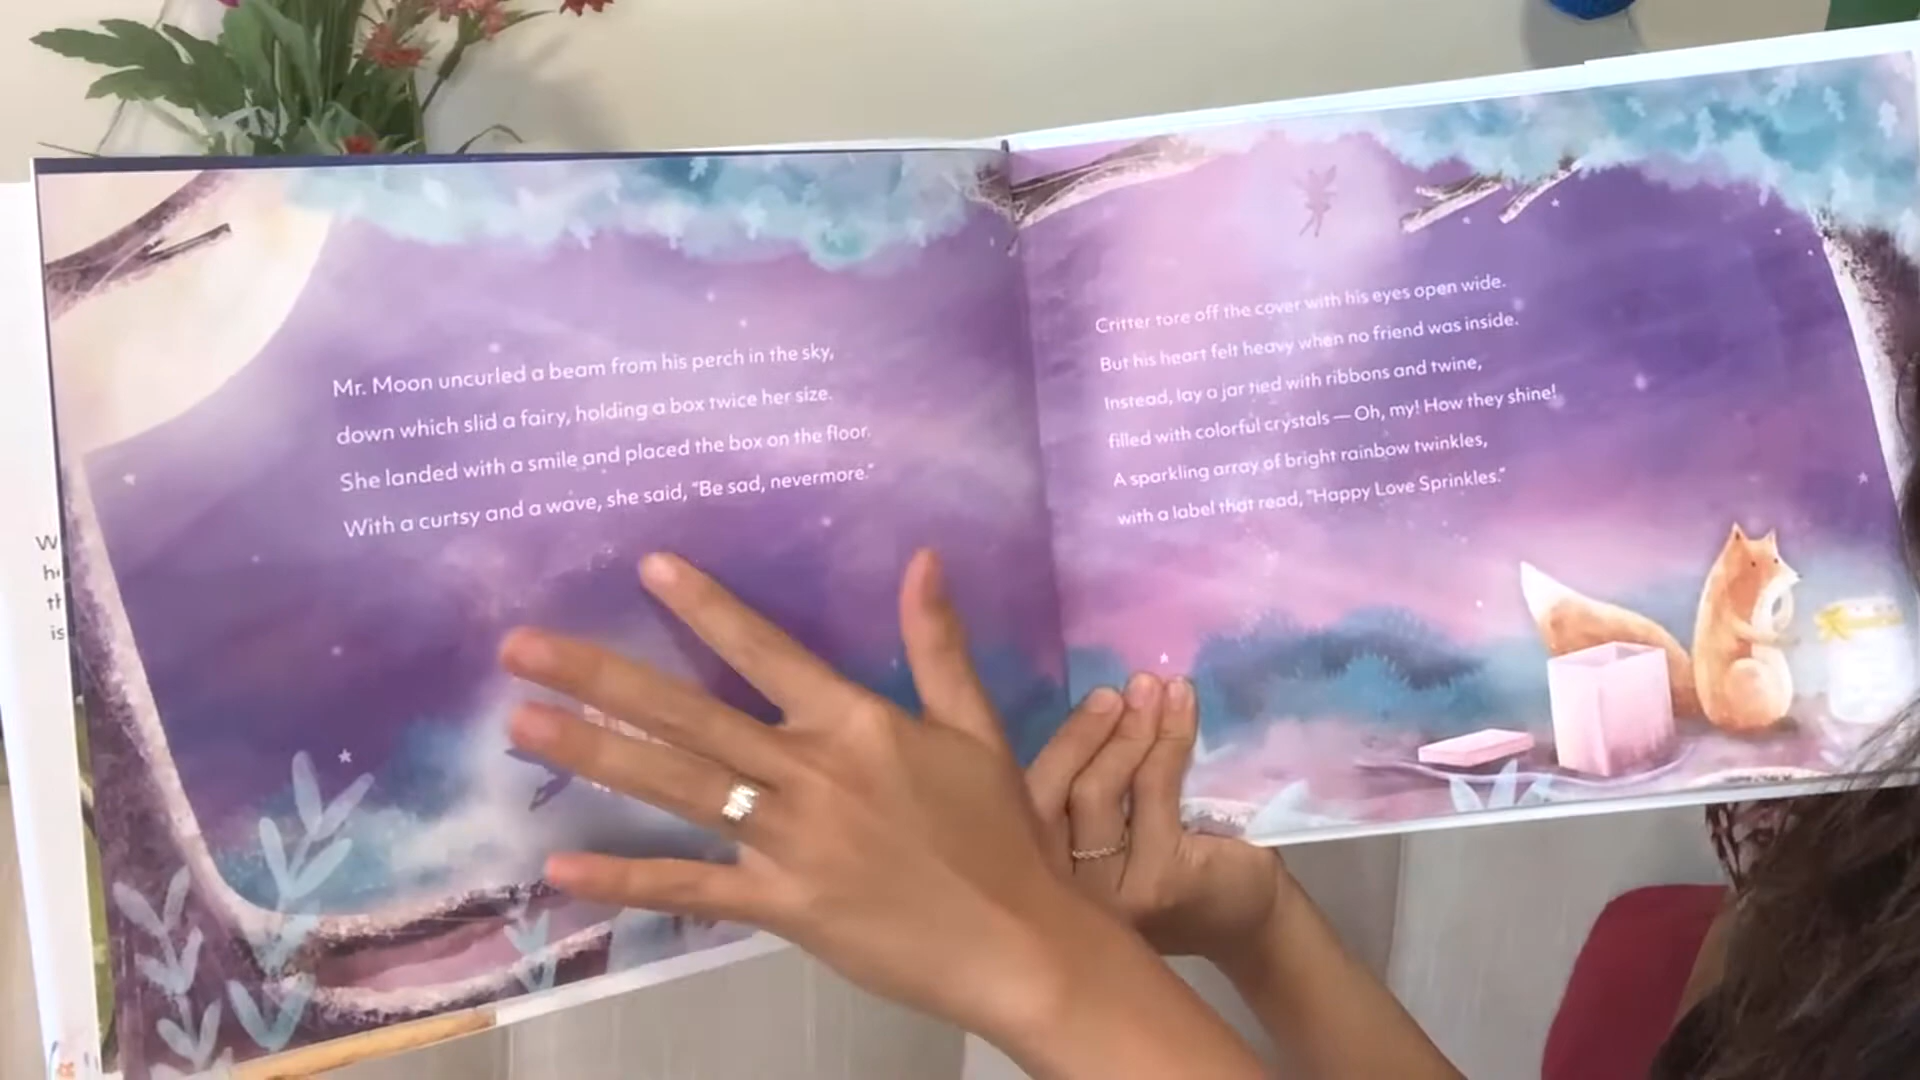 Mr. Moon uncurled a beam from his perch in the sky,
down which slid a fairy, holding a box twice her size.
She landed with a smile and placed the box on the floor.
With a curtsy and a wave, she said, “Be sad, nevermore.”
Critter tore off the cover with his eyes open wide.
But his heart felt heavy when no friend was inside.
Instead, lay a jar tied with ribbons and twine,
filled with colorful crystals — Oh, my! How they shine!
A sparkling array of bright rainbow twinkles,
with a label that read, “Happy Love Sprinkles.”